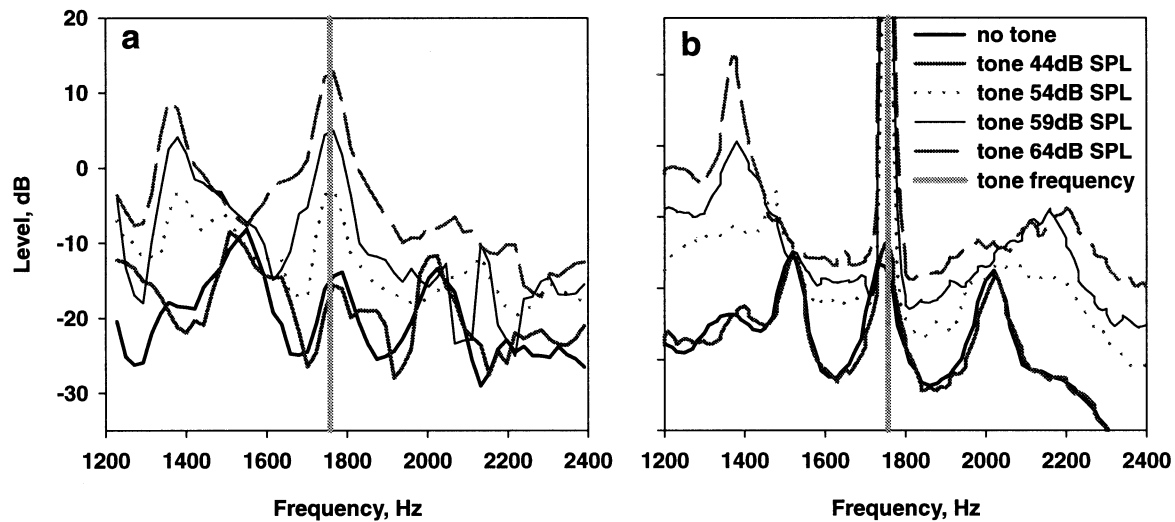 a
20
10
0
-10
-20
-30
Level, dB
1200 1400 1600 1800 2000 2200 2400
Frequency, Hz
b
no tone
tone 44dB SPL
tone 54dB SPL
tone 59dB SPL
tone 64dB SPL
tone frequency
1200 1400 1600 1800 2000 2200 2400
Frequency, Hz